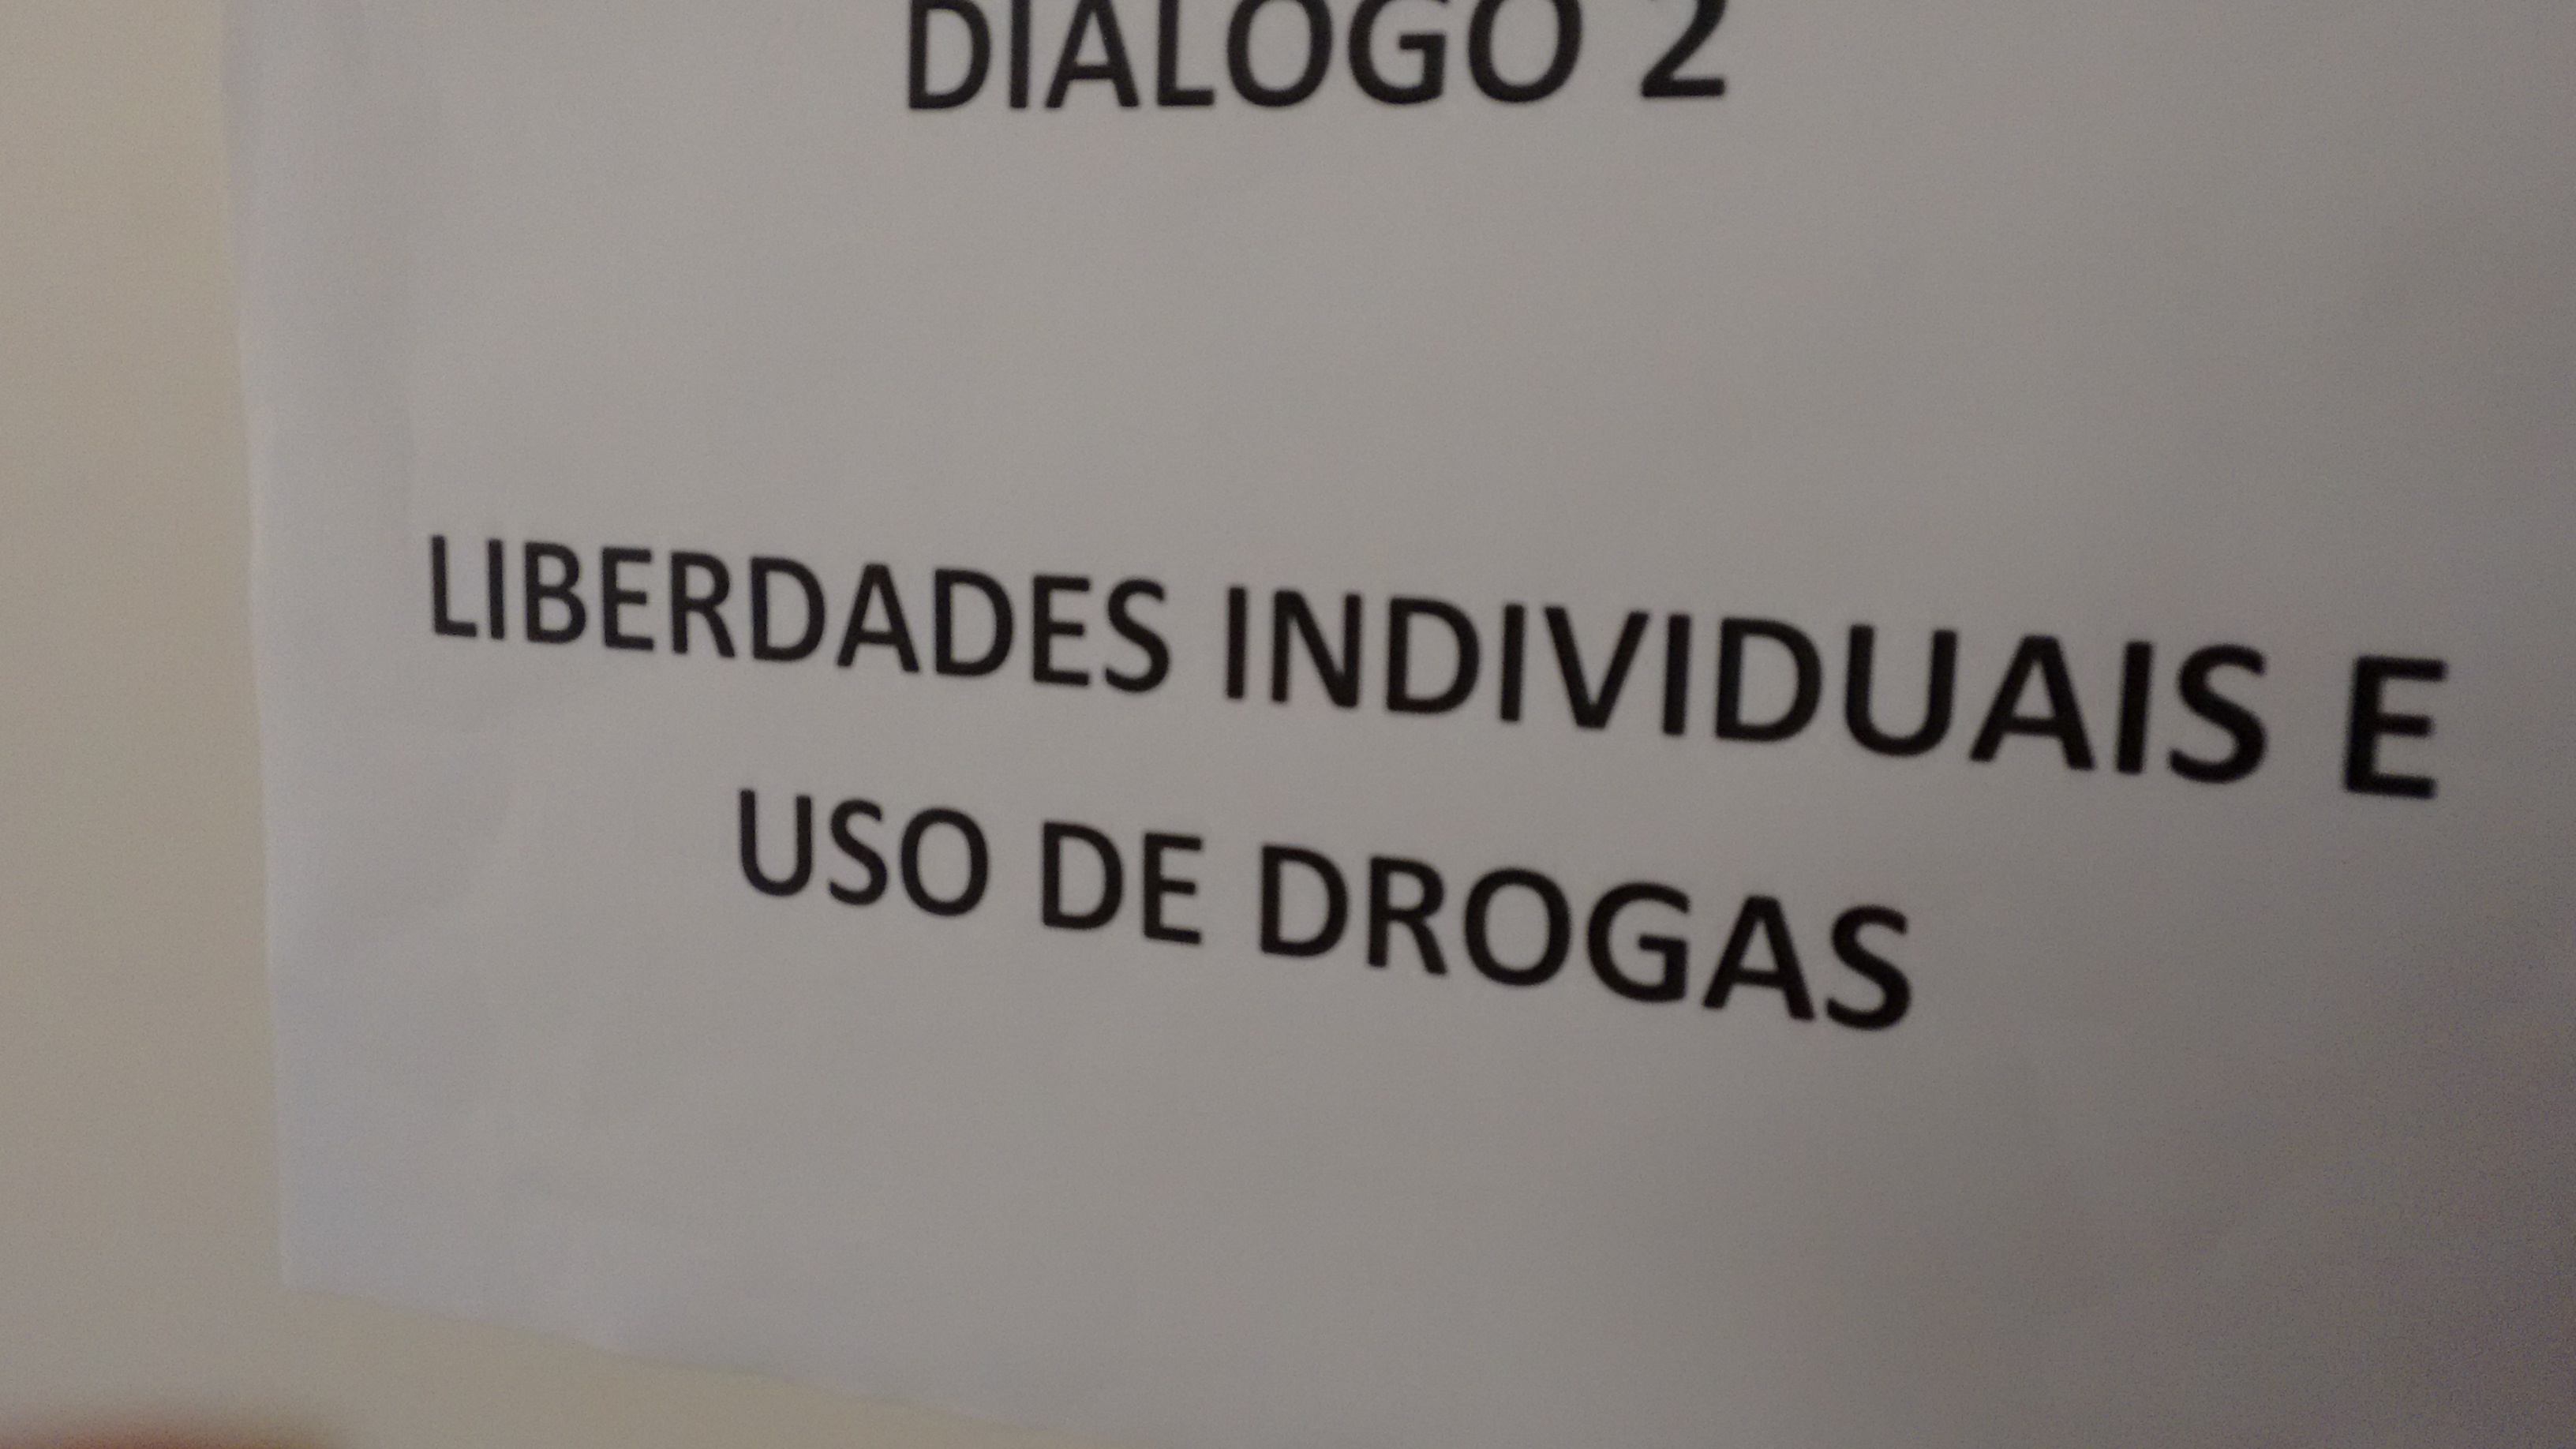 DIALOGO 2
LIBERDADES INDIVIDUAIS E
USO DE DROGAS